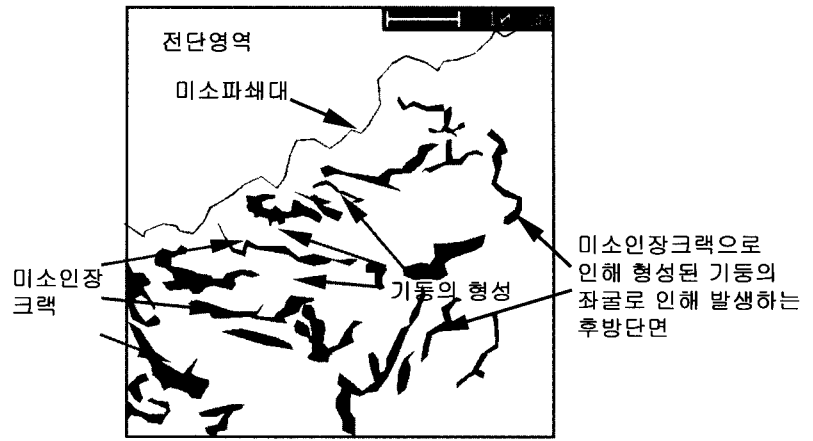 전단영역
미소파쇄대
미소인장
크랙
기둥의 형성
미소인장크랙으로
인해 형성된 기둥의
좌굴로 인해 발생하는
후방단면